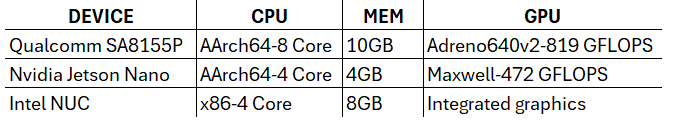 DEVICE CPU MEM GPU
Qualcomm SA8155P AArch64-8 Core 10GB Adreno640v2-819 GFLOPS
Nvidia Jetson Nano AArch64-4 Core 4GB Maxwell-472 GFLOPS
Intel NUC x86-4 Core 8GB Integrated graphics